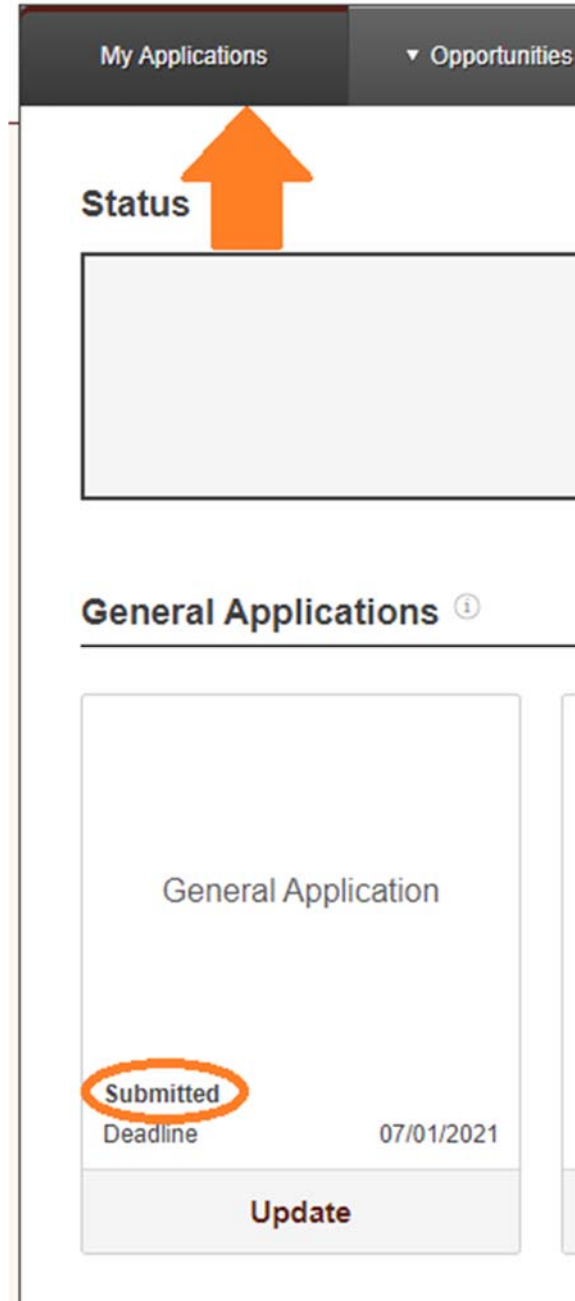 My Applications ▼ Opportunities
Status
General Applications ⓘ
General Application
Submitted
Deadline 07/01/2021
Update